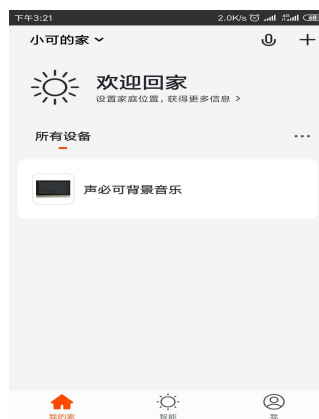 下午3:21 2.0K/s 68
小可的家
欢迎回家
设置家庭位置，获得更多信息 >
所有设备
声必可背景音乐
我的家 智能 我